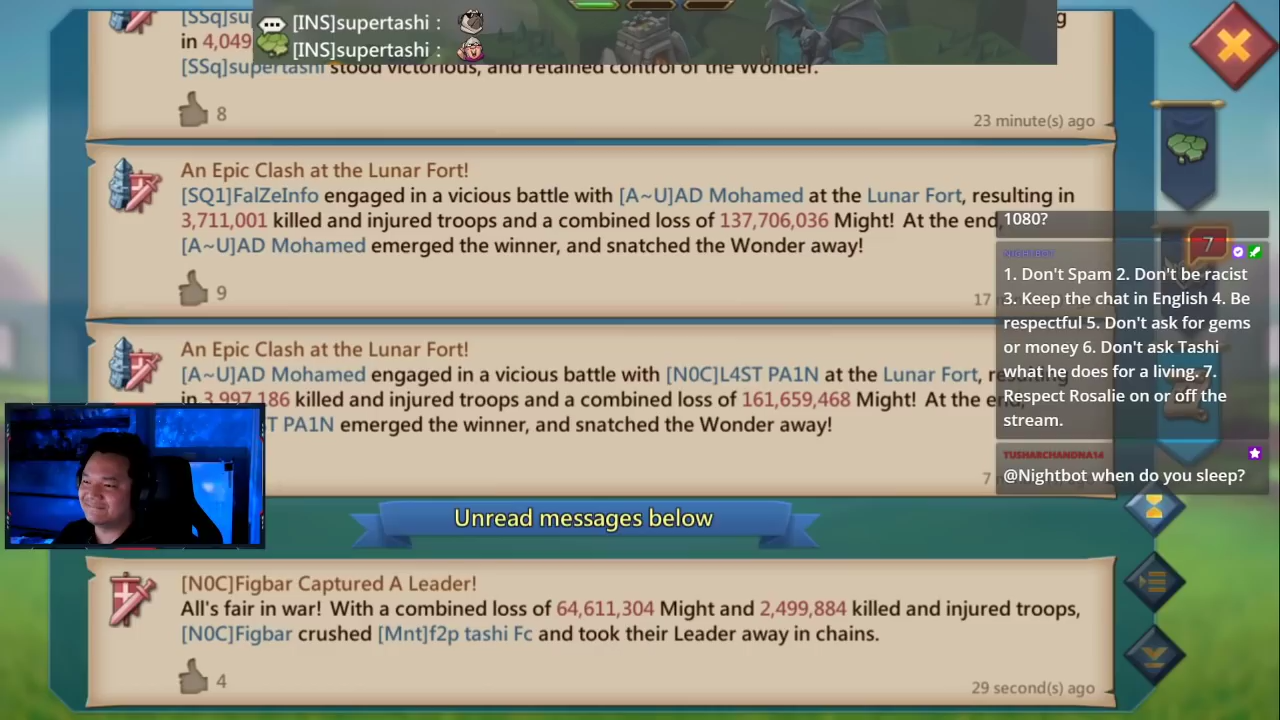 [INS]supertashi :
[INS]supertashi :
in 4,049
[SSq]supertashi stood victorious, and retained control of the Wonder.
8
23 minute(s) ago
An Epic Clash at the Lunar Fort!
[SQ1]FalZeInfo engaged in a vicious battle with [A~U]AD Mohamed at the Lunar Fort, resulting in
3,711,001 killed and injured troops and a combined loss of 137,706,036 Might! At the end,
[A~U]AD Mohamed emerged the winner, and snatched the Wonder away!
9
17
An Epic Clash at the Lunar Fort!
[A~U]AD Mohamed engaged in a vicious battle with [N0C]L4ST PA1N at the Lunar Fort,
in 3,997,186 killed and injured troops and a combined loss of 161,659,468 Might! At the end,
PA1N emerged the winner, and snatched the Wonder away!
7
Unread messages below
[N0C]Figbar Captured A Leader!
All's fair in war! With a combined loss of 64,611,304 Might and 2,499,884 killed and injured troops,
[N0C]Figbar crushed [Mnt]f2p tashi Fc and took their Leader away in chains.
4
29 second(s) ago
1080?
7
NIGHTBOT
1. Don't Spam 2. Don't be racist
3. Keep the chat in English 4. Be
respectful 5. Don't ask for gems
or money 6. Don't ask Tashi
what he does for a living. 7.
Respect Rosalie on or off the
stream.
TUSHARCHANDNA14
@Nightbot when do you sleep?